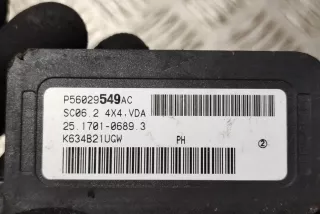 P56029549AC
SC06 2 4X4.VDA
25.1701-0689.3
K634B21UGW PH ②